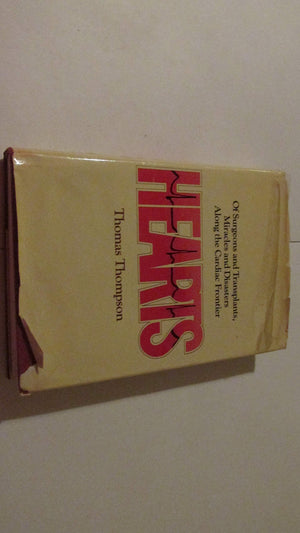 Of Surgeons and Transplants,
Miracles and Disasters
Along the Cardiac Frontier
HEARTS
Thomas Thompson